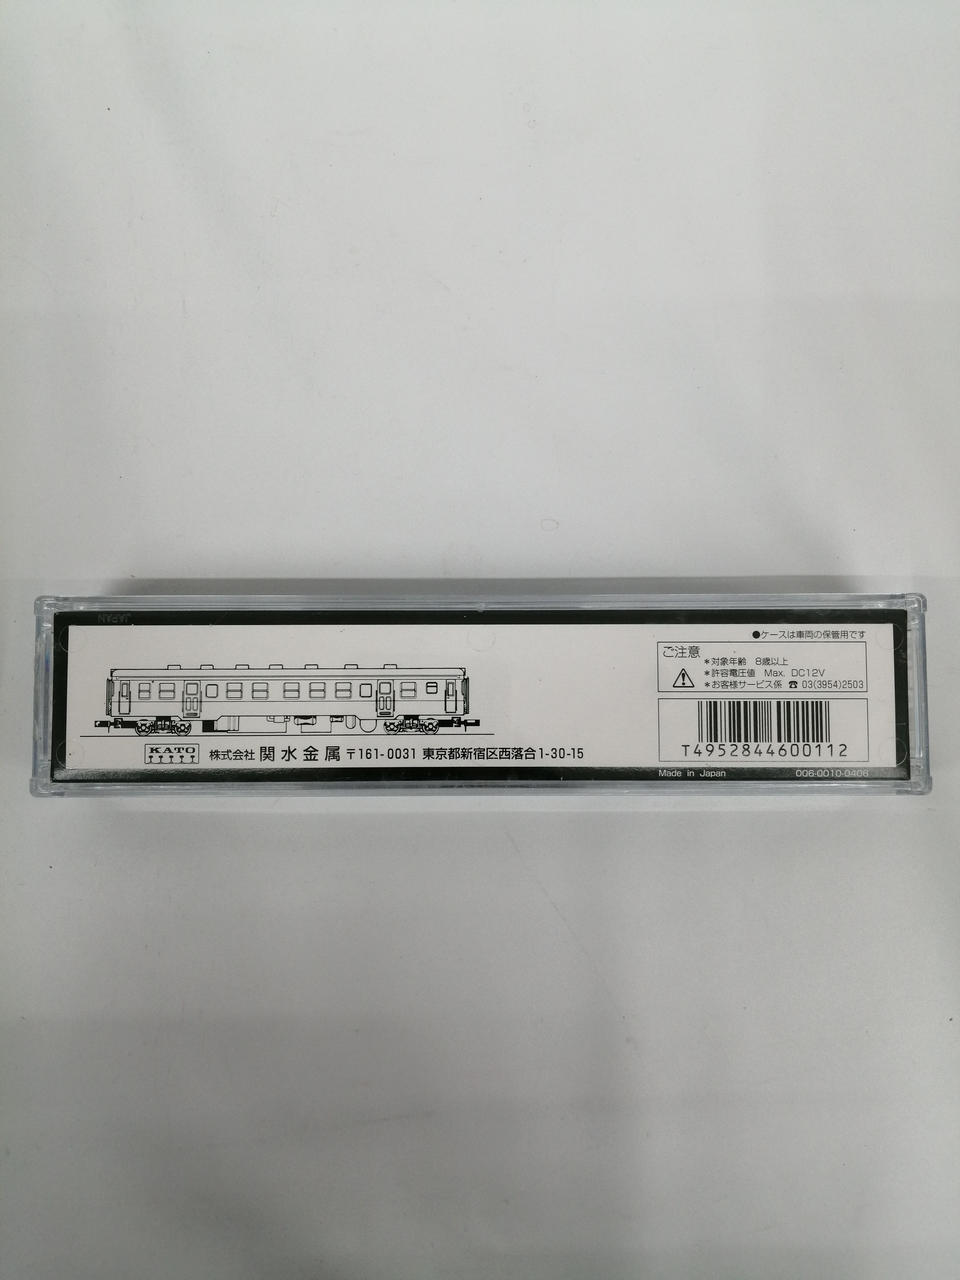 JAPAN
●ケースは車両の保管用です
ご注意
＊対象年齢 8歳以上
＊許容電圧値 Max. DC12V
＊お客様サービス係 ☎ 03(3954)2503
T4952844600112
KATO
株式会社 関水金属 〒161-0031 東京都新宿区西落合1-30-15
Made in Japan 006-0010-0406